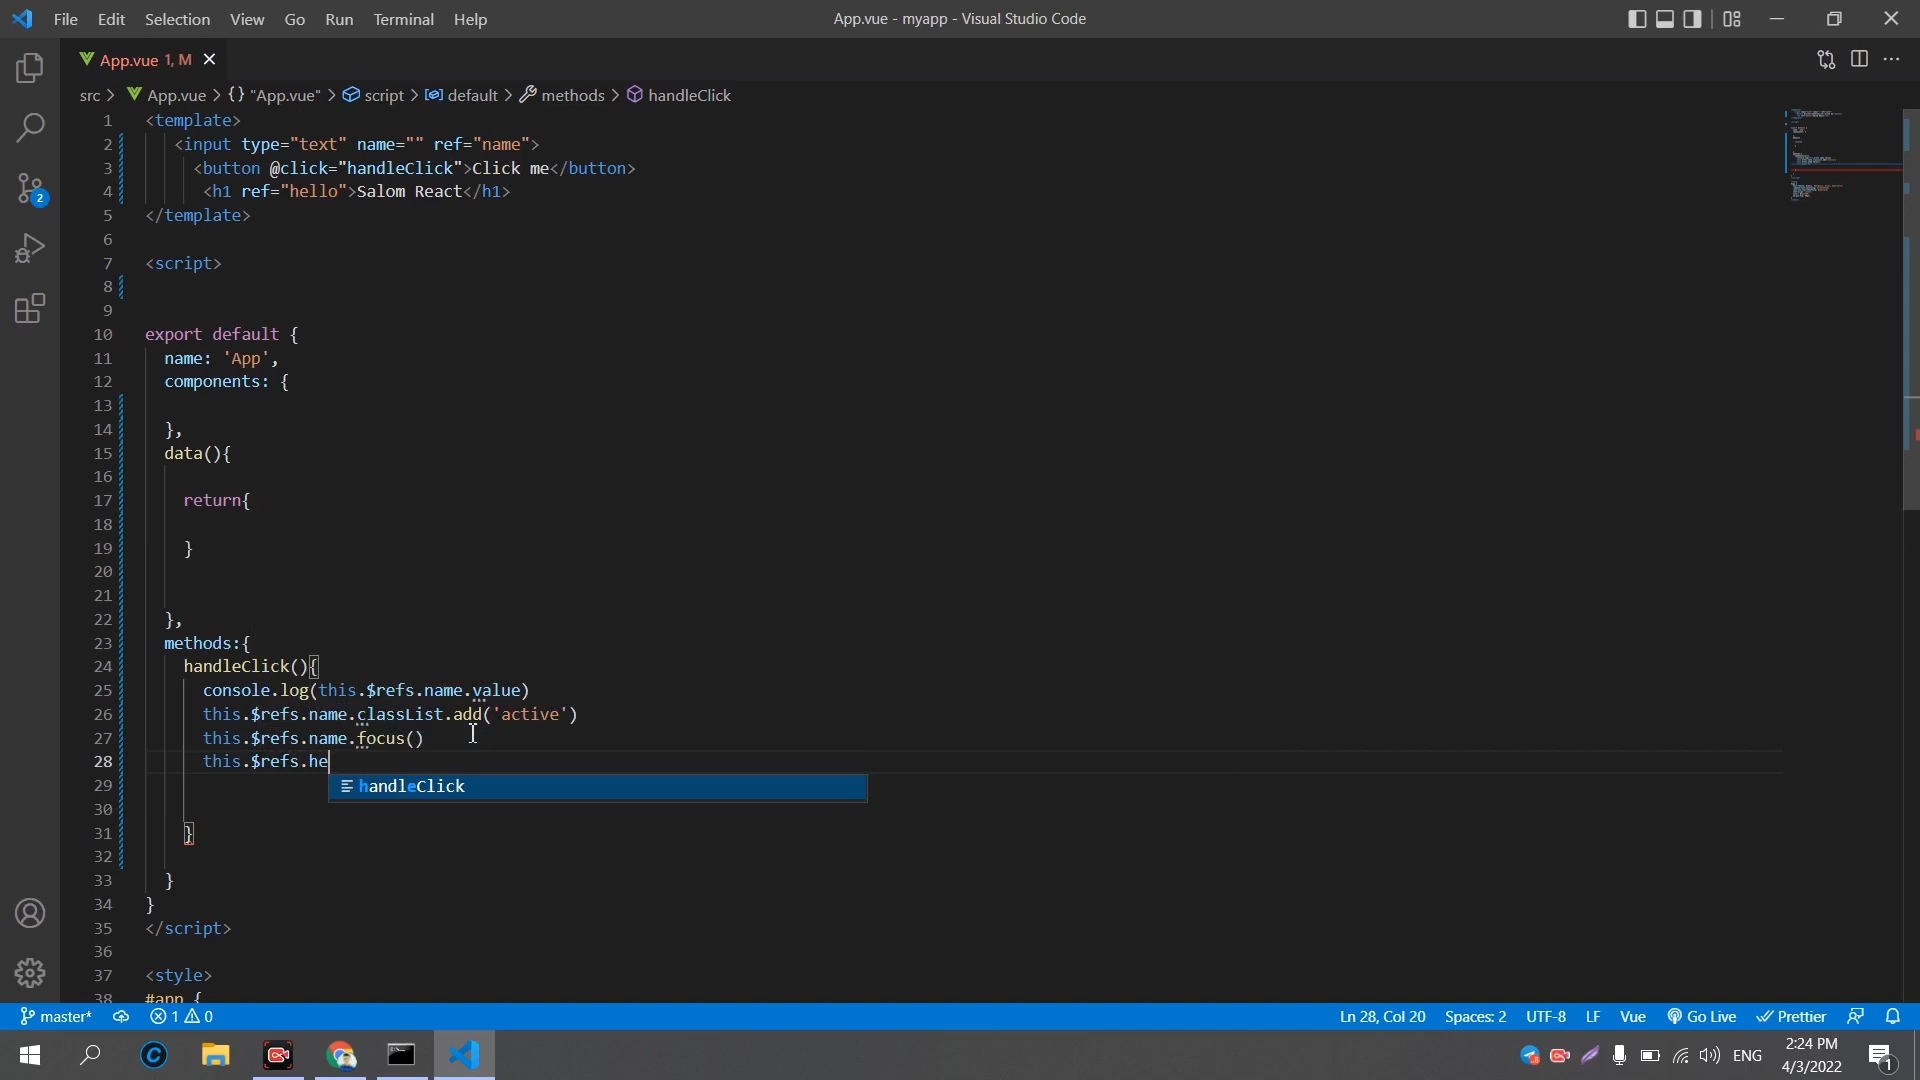 File Edit Selection View Go Run Terminal Help App.vue - myapp - Visual Studio Code
App.vue 1, M
src > App.vue > {} "App.vue" > script > default > methods > handleClick
1 <template>
2 <input type="text" name="" ref="name">
3 <button @click="handleClick">Click me</button>
4 <h1 ref="hello">Salom React</h1>
5 </template>
6
7 <script>
8
9
10 export default {
11 name: 'App',
12 components: {
13
14 },
15 data(){
16
17 return{
18
19 }
20
21
22 },
23 methods:{
24 handleClick(){
25 console.log(this.$refs.name.value)
26 this.$refs.name.classList.add('active')
27 this.$refs.name.focus()
28 this.$refs.he
29 handleClick
30
31 }
32
33 }
34 }
35 </script>
36
37 <style>
38 #app {
master* 1 0 Ln 28, Col 20 Spaces: 2 UTF-8 LF Vue Go Live Prettier
2
ENG 2:24 PM
4/3/2022
1